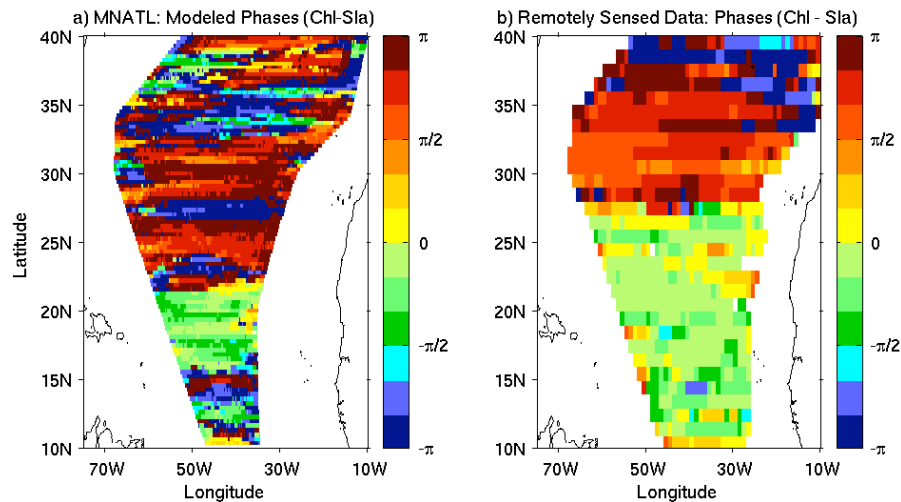 a) MNATL: Modeled Phases (Chl-Sla)
b) Remotely Sensed Data: Phases (Chl - Sla)
40N
35N
30N
25N
20N
15N
10N
Latitude
70W
50W
30W
10W
Longitude
π
π/2
0
-π/2
-π
40N
35N
30N
25N
20N
15N
10N
70W
50W
30W
10W
Longitude
π
π/2
0
-π/2
-π